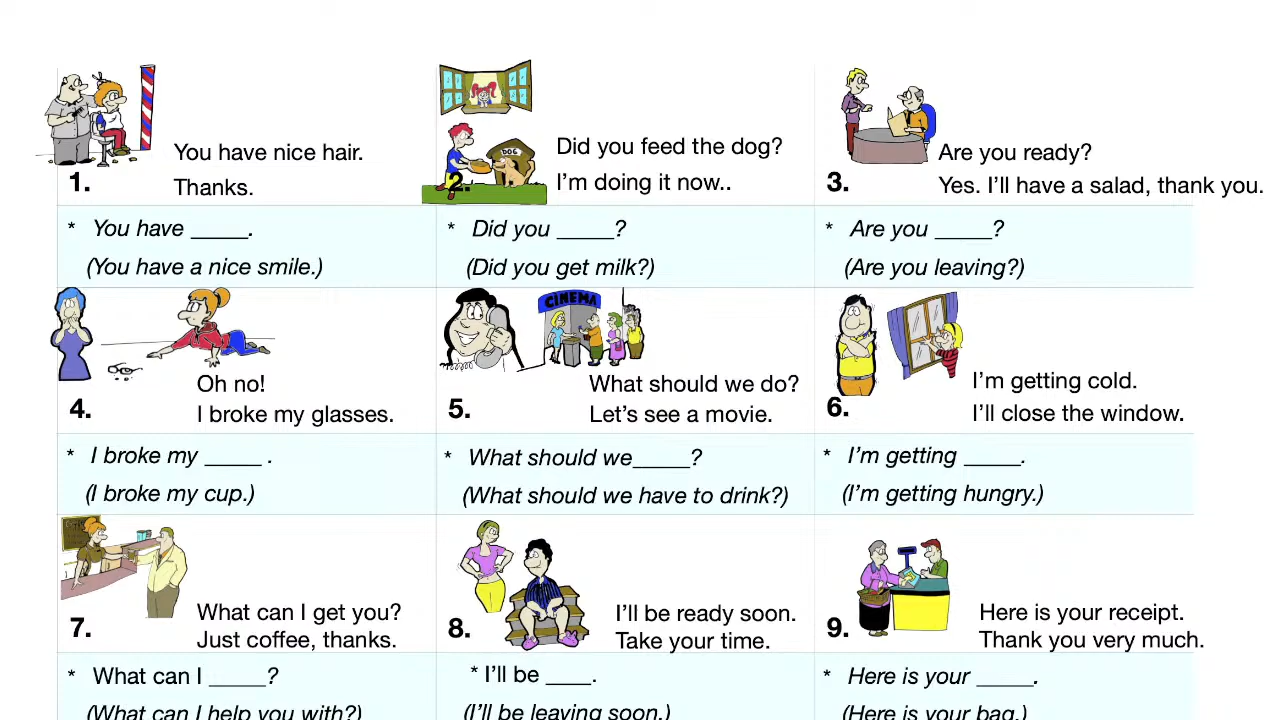 You have nice hair.
1. Thanks.
DOG
Did you feed the dog?
2. I'm doing it now..
Are you ready?
3. Yes. I'll have a salad, thank you.
* You have _____.
(You have a nice smile.)
* Did you _____?
(Did you get milk?)
* Are you _____?
(Are you leaving?)
Oh no!
4. I broke my glasses.
CINEMA
What should we do?
5. Let's see a movie.
I'm getting cold.
6. I'll close the window.
* I broke my _____ .
(I broke my cup.)
* What should we_____?
(What should we have to drink?)
* I'm getting _____.
(I'm getting hungry.)
What can I get you?
7. Just coffee, thanks.
I'll be ready soon.
8. Take your time.
Here is your receipt.
9. Thank you very much.
* What can I _____?
(What can I help you with?)
* I'll be ____.
(I'll be leaving soon.)
* Here is your _____.
(Here is your bag.)